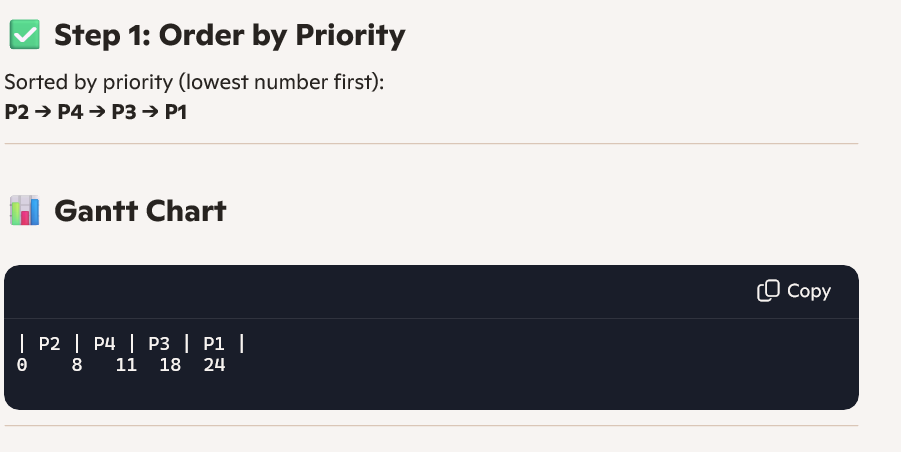 ✅ Step 1: Order by Priority
Sorted by priority (lowest number first):
P2 → P4 → P3 → P1
📊 Gantt Chart
Copy
| P2 | P4 | P3 | P1 |
0    8   11  18  24